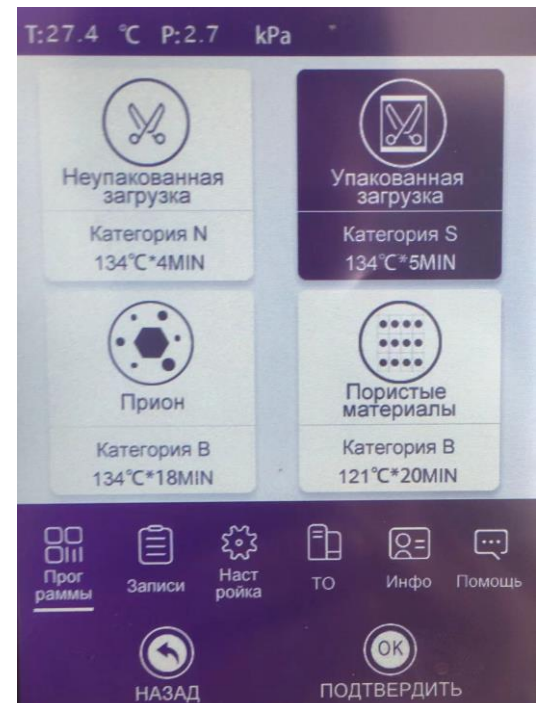 T:27.4 ℃ P:2.7 kPa
Неупакованная
загрузка
Категория N
134℃*4MIN
Упакованная
загрузка
Категория S
134℃*5MIN
Прион
Категория B
134℃*18MIN
Пористые
материалы
Категория B
121℃*20MIN
Прог
раммы
Записи
Наст
ройка
ТО
Инфо
Помощь
НАЗАД
OK
ПОДТВЕРДИТЬ